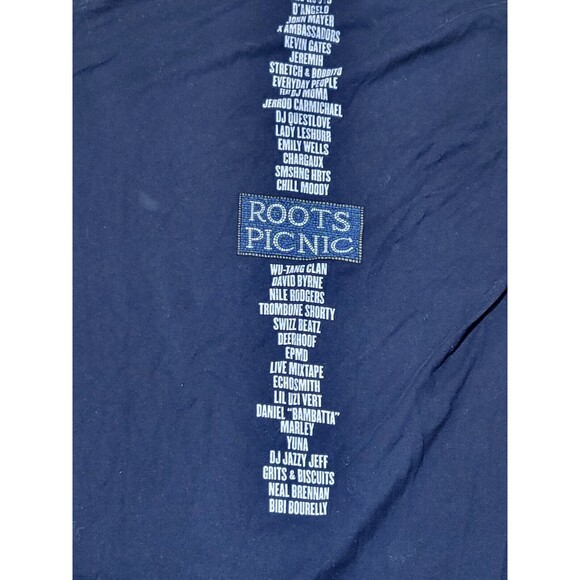 D'ANGELO
JOHN MAYER
X AMBASSADORS
KEVIN GATES
JEREMIH
STRETCH & BOBBITO
EVERYDAY PEOPLE
FEAT DJ MOMA
JERROD CARMICHAEL
DJ QUESTLOVE
LADY LESHURR
EMILY WELLS
CHARGAUX
SMSHNG HBTS
CHILL MOODY
ROOTS
PICNIC
WU-TANG CLAN
DAVID BYRNE
NILE RODGERS
TROMBONE SHORTY
SWIZZ BEATZ
DEERHOOF
EPMD
LIVE MIXTAPE
ECHOSMITH
LIL UZI VERT
DANIEL "BAMBATTA"
MARLEY
YUNA
DJ JAZZY JEFF
GRITS & BISCUITS
NEAL BRENNAN
BIBI BOURELLY